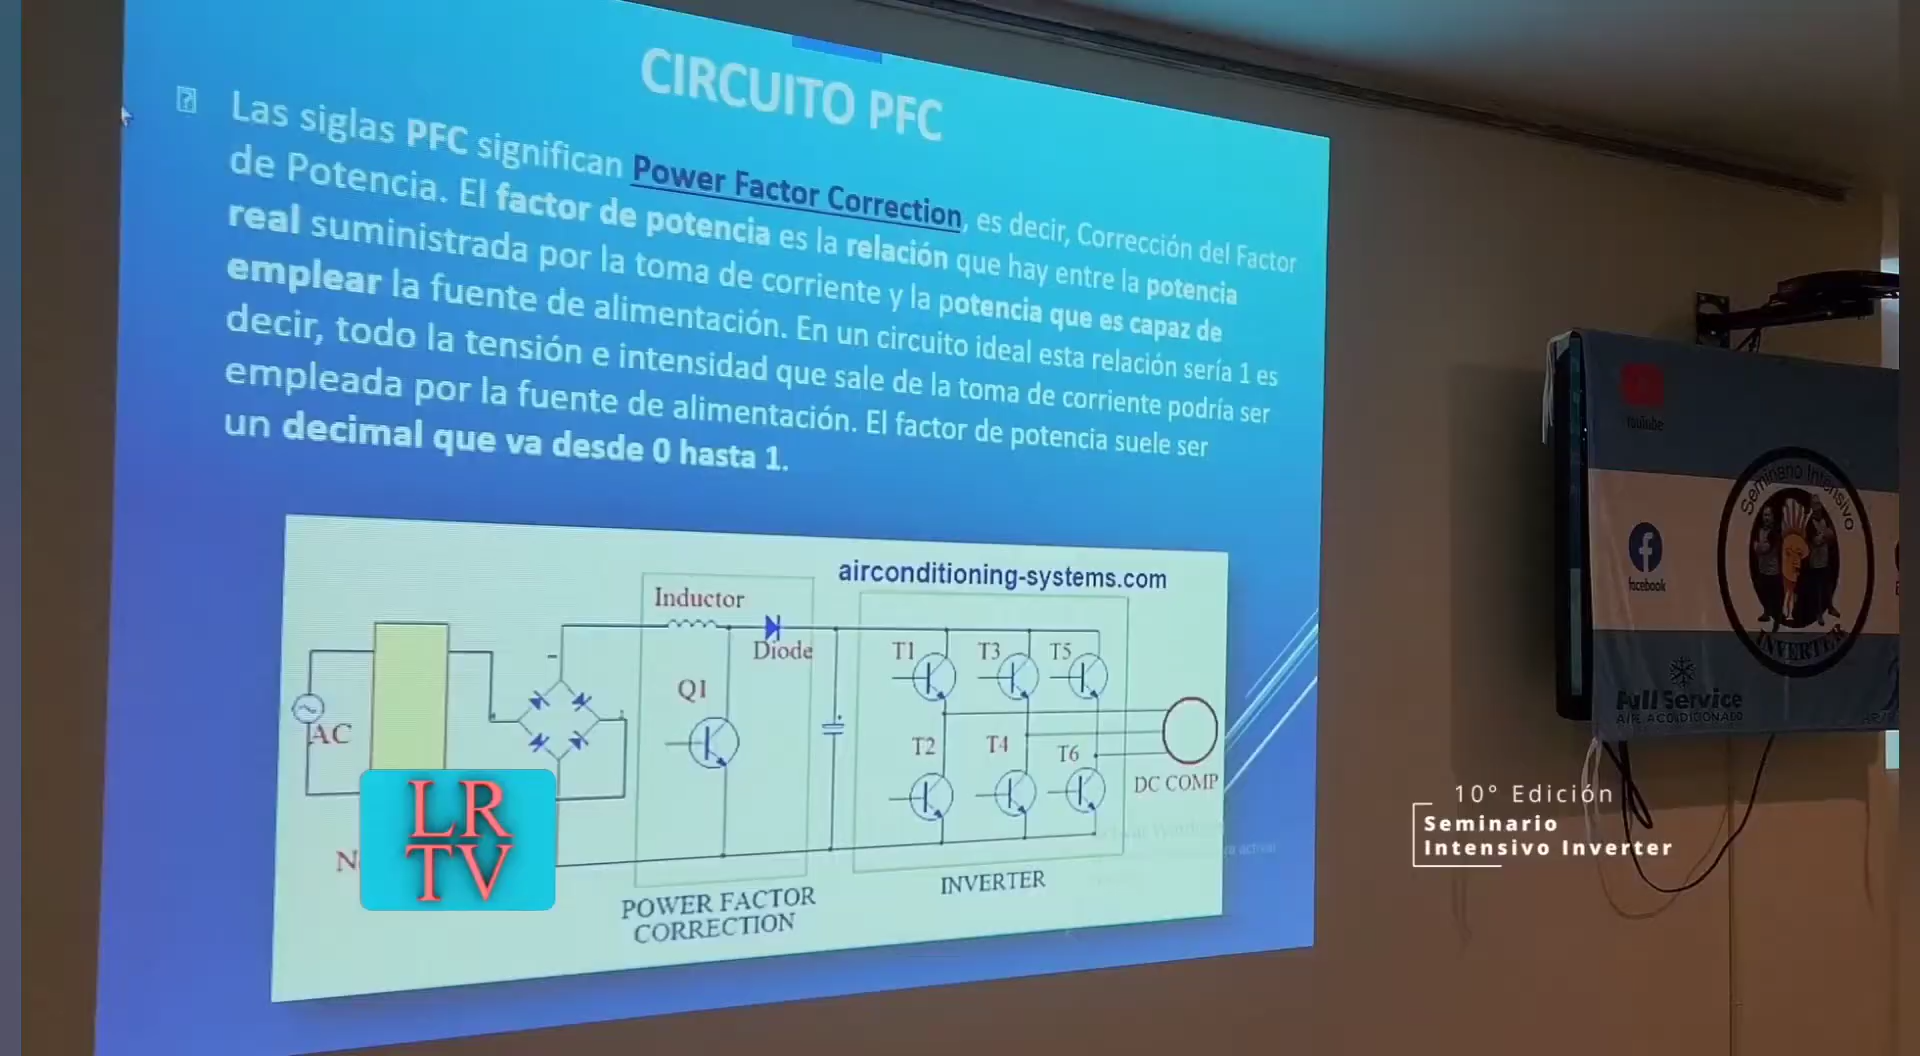 CIRCUITO PFC
Las siglas PFC significan Power Factor Correction, es decir, Corrección del Factor
de Potencia. El factor de potencia es la relación que hay entre la potencia
real suministrada por la toma de corriente y la potencia que es capaz de
emplear la fuente de alimentación. En un circuito ideal esta relación sería 1 es
decir, todo la tensión e intensidad que sale de la toma de corriente podría ser
empleada por la fuente de alimentación. El factor de potencia suele ser
un decimal que va desde 0 hasta 1.
airconditioning-systems.com
Inductor
Diode
Q1
AC
T1
T3
T5
T2
T4
T6
DC COMP
N
POWER FACTOR
CORRECTION
INVERTER
LR
TV
YouTube
facebook
Seminario Intensivo
INVERTER
Full Service
AIRE ACONDICIONADO
10° Edición
Seminario
Intensivo Inverter